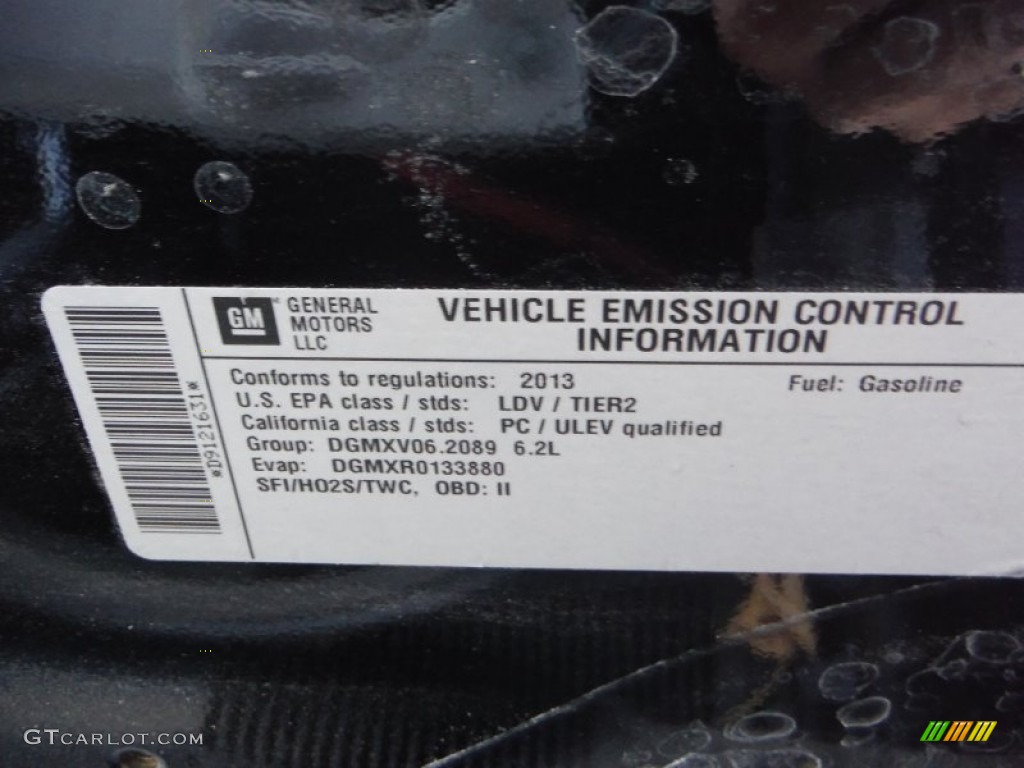 GM GENERAL MOTORS LLC
VEHICLE EMISSION CONTROL
INFORMATION
Conforms to regulations: 2013 Fuel: Gasoline
U.S. EPA class / stds: LDV / TIER2
California class / stds: PC / ULEV qualified
Group: DGMXV06.2089 6.2L
Evap: DGMXR0133880
SFI/HO2S/TWC, OBD: II
*D9121631*
GTCARLOT.COM